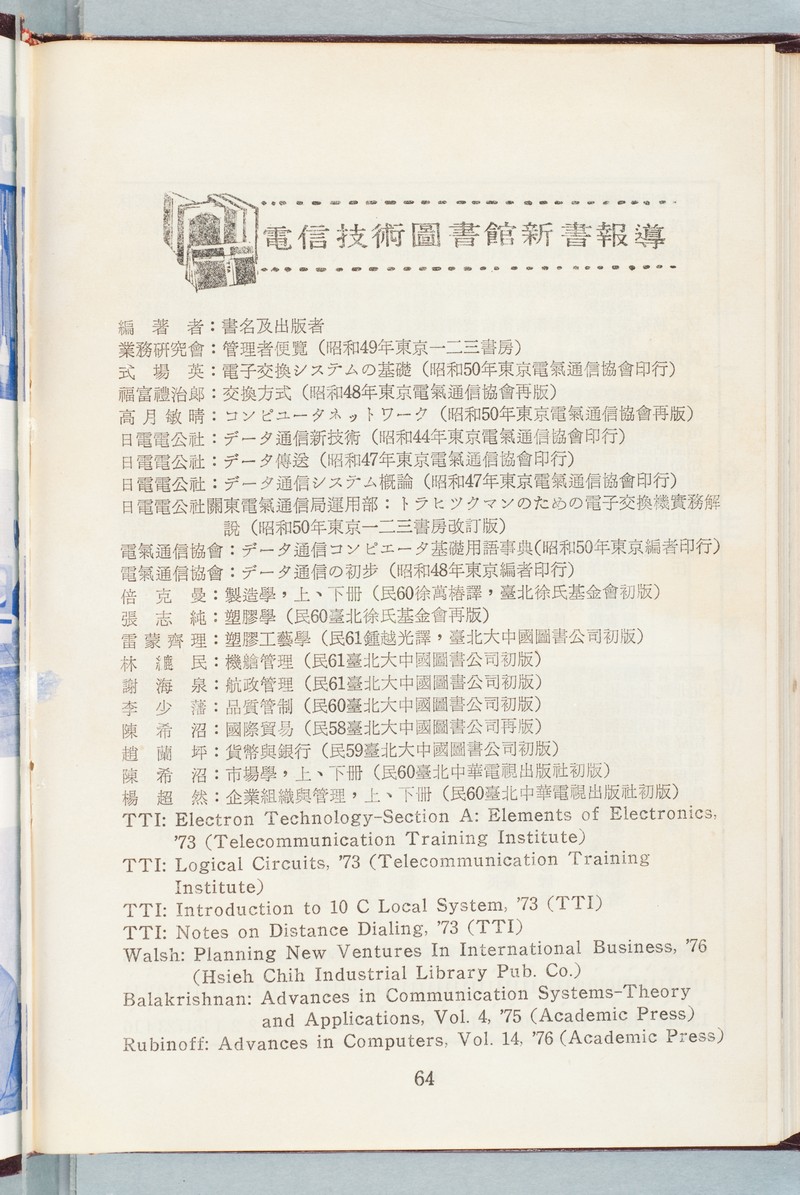 電信技術圖書館新書報導
編著者：書名及出版者
業務研究會：管理者便覽（昭和49年東京一二三書房）
式場英：電子交換システムの基礎（昭和50年東京電氣通信協會印行）
福富禮治郎：交換方式（昭和48年東京電氣通信協會再版）
高月敏晴：コンピユータネットワーク（昭和50年東京電氣通信協會再版）
日電電公社：データ通信新技術（昭和44年東京電氣通信協會印行）
日電電公社：データ傳送（昭和47年東京電氣通信協會印行）
日電電公社：データ通信システム概論（昭和47年東京電氣通信協會印行）
日電電公社關東電氣通信局運用部：トラヒツクマンのための電子交換機實務解
說（昭和50年東京一二三書房改訂版）
電氣通信協會：データ通信コンピエータ基礎用語事典（昭和50年東京編者印行）
電氣通信協會：データ通信の初步（昭和48年東京編者印行）
倍克曼：製造學，上、下冊（民60徐萬椿譯，臺北徐氏基金會初版）
張志純：塑膠學（民60臺北徐氏基金會再版）
雷蒙齊理：塑膠工藝學（民61鍾越光譯，臺北大中國圖書公司初版）
林民：機艙管理（民61臺北大中國圖書公司初版）
謝海泉：航政管理（民61臺北大中國圖書公司初版）
李少藩：品質管制（民60臺北大中國圖書公司初版）
陳希沼：國際貿易（民58臺北大中國圖書公司再版）
趙蘭坪：貨幣與銀行（民59臺北大中國圖書公司初版）
陳希沼：市場學，上、下冊（民60臺北中華電視出版社初版）
楊超然：企業組織與管理，上、下冊（民60臺北中華電視出版社初版）
TTI: Electron Technology-Section A: Elements of Electronics,
'73 (Telecommunication Training Institute)
TTI: Logical Circuits, '73 (Telecommunication Training
Institute)
TTI: Introduction to 10 C Local System, '73 (TTI)
TTI: Notes on Distance Dialing, '73 (TTI)
Walsh: Planning New Ventures In International Business, '76
(Hsieh Chih Industrial Library Pub. Co.)
Balakrishnan: Advances in Communication Systems-Theory
and Applications, Vol. 4, '75 (Academic Press)
Rubinoff: Advances in Computers, Vol. 14, '76 (Academic Press)
64